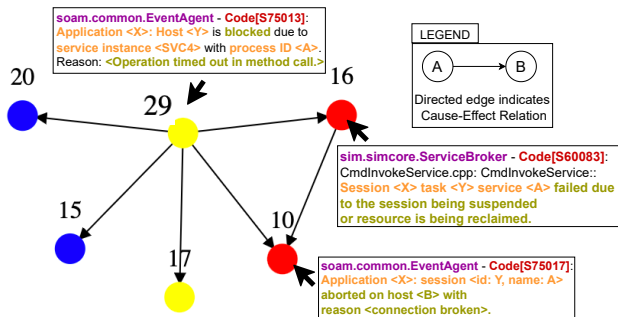 soam.common.EventAgent - Code[S75013]:
Application <X>: Host <Y> is blocked due to
service instance <SVC4> with process ID <A>.
Reason: <Operation timed out in method call.>
LEGEND
A
B
Directed edge indicates
Cause-Effect Relation
20
29
16
sim.simcore.ServiceBroker - Code[S60083]:
CmdInvokeService.cpp: CmdInvokeService::
Session <X> task <Y> service <A> failed due
to the session being suspended
or resource is being reclaimed.
15
17
10
soam.common.EventAgent - Code[S75017]:
Application <X>: session <id: Y, name: A>
aborted on host <B> with
reason <connection broken>.